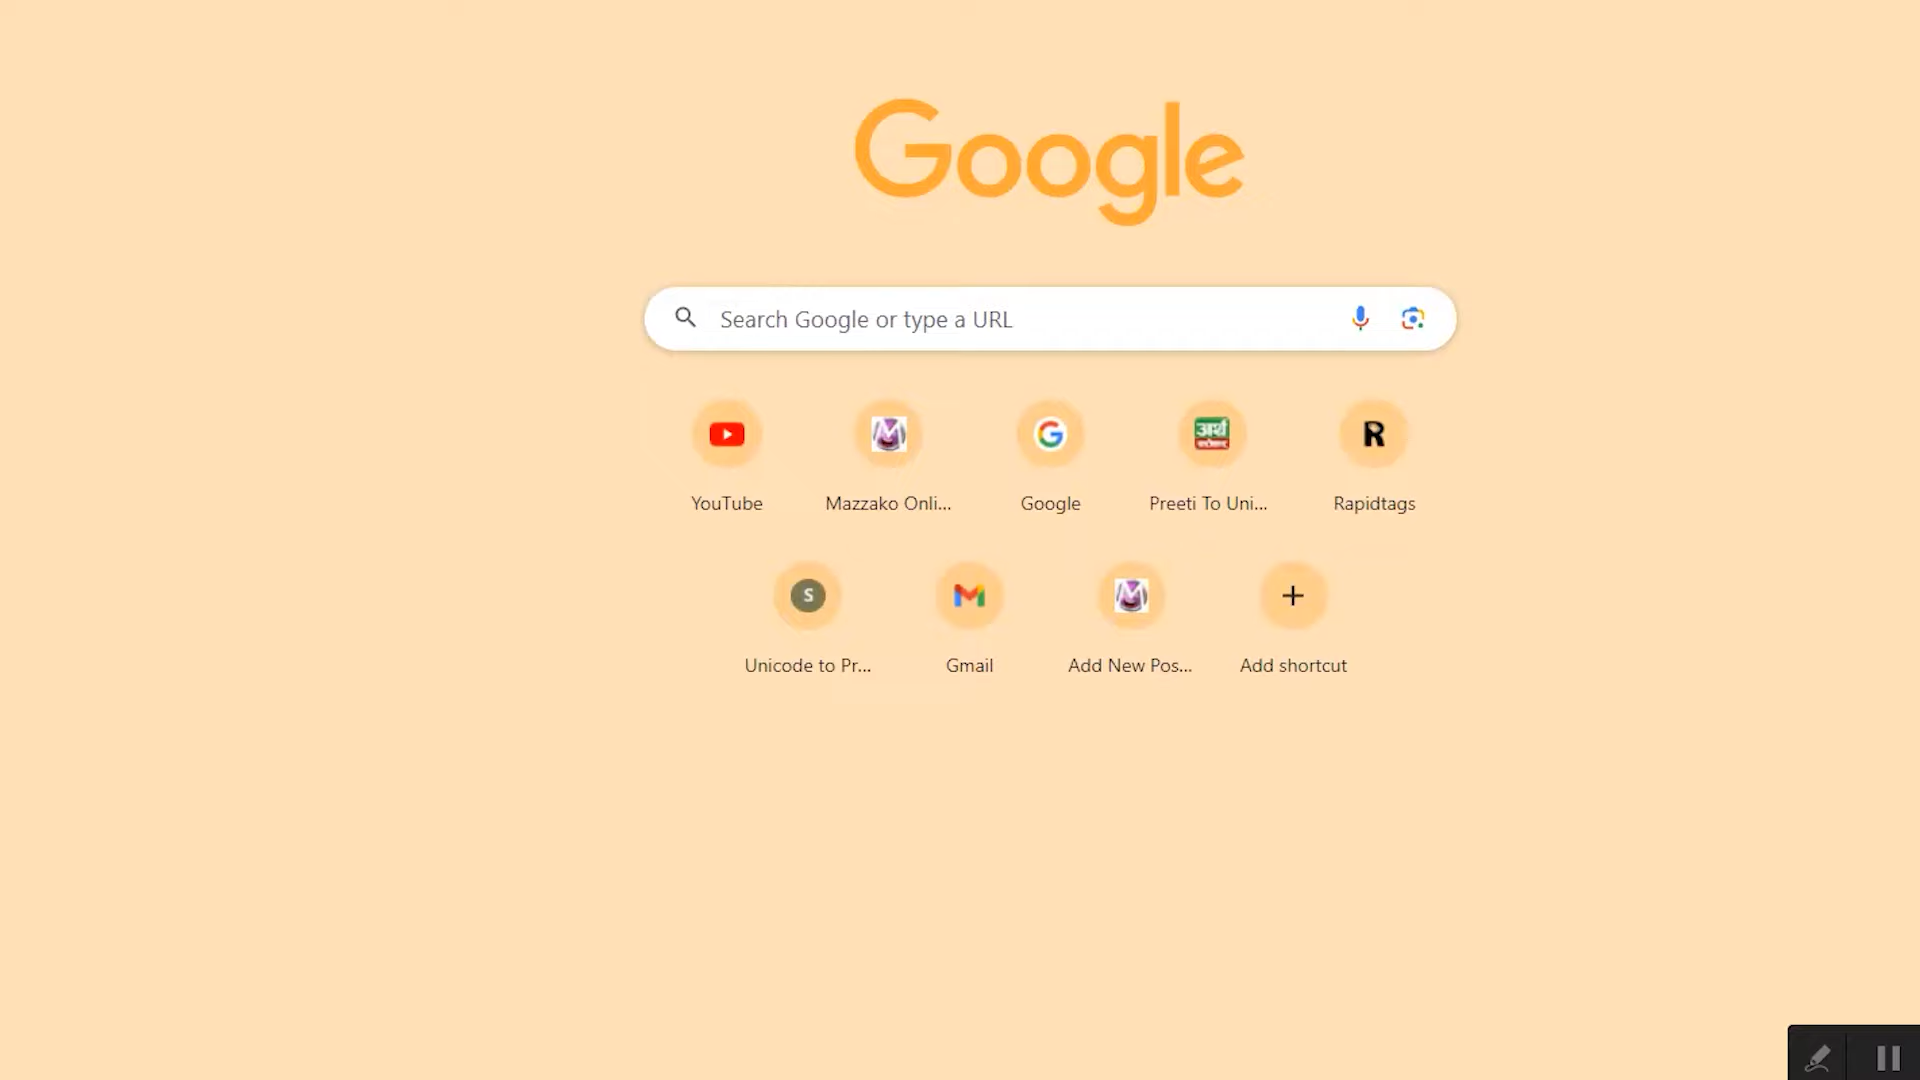 Google
Search Google or type a URL
YouTube
Mazzako Onli...
Google
अर्थ
Preeti To Uni...
R
Rapidtags
S
Unicode to Pr...
Gmail
Add New Pos...
Add shortcut